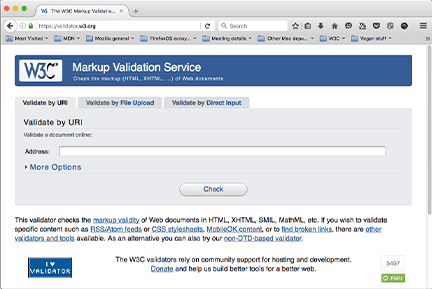 The W3C Markup Validatio...
https://validator.w3.org
Search
Most Visited
MDN
Mozilla general
FirefoxOS ecosy...
Meeting details
Other Moz depa...
W3C
Vegan stuff
W3C
Markup Validation Service
Check the markup (HTML, XHTML, ...) of Web documents
Validate by URI
Validate by File Upload
Validate by Direct Input
Validate by URI
Validate a document online:
Address:
More Options
Check
This validator checks the markup validity of Web documents in HTML, XHTML, SMIL, MathML, etc. If you wish to validate
specific content such as RSS/Atom feeds or CSS stylesheets, MobileOK content, or to find broken links, there are other
validators and tools available. As an alternative you can also try our non-DTD-based validator.
I ♥
VALIDATOR
The W3C validators rely on community support for hosting and development.
Donate and help us build better tools for a better web.
5497
Flattr